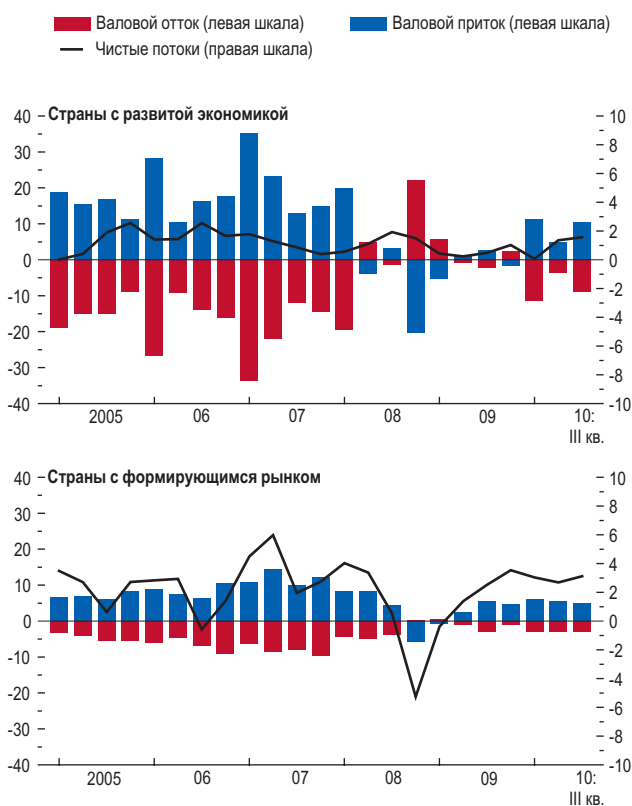 Валовой отток (левая шкала) Валовой приток (левая шкала)
Чистые потоки (правая шкала)
Страны с развитой экономикой
40 10
30 8
20 6
10 4
0 2
-10 0
-20 -2
-30 -4
-40 -6
-8
-10
2005 06 07 08 09 10:
III кв.
Страны с формирующимся рынком
40 10
30 8
20 6
10 4
0 2
-10 0
-20 -2
-30 -4
-40 -6
-8
-10
2005 06 07 08 09 10:
III кв.